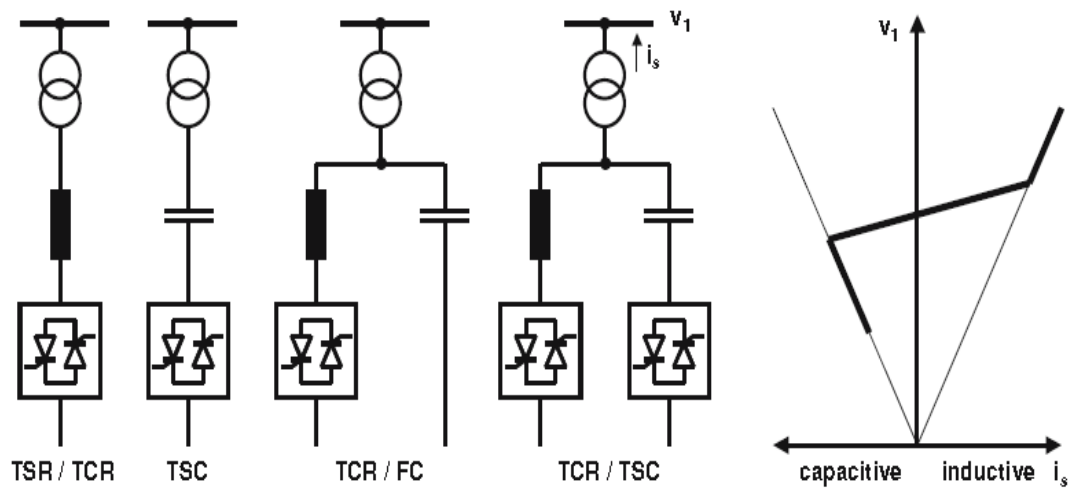 v₁
iₛ
v₁
TSR / TCR
TSC
TCR / FC
TCR / TSC
capacitive
inductive
iₛ